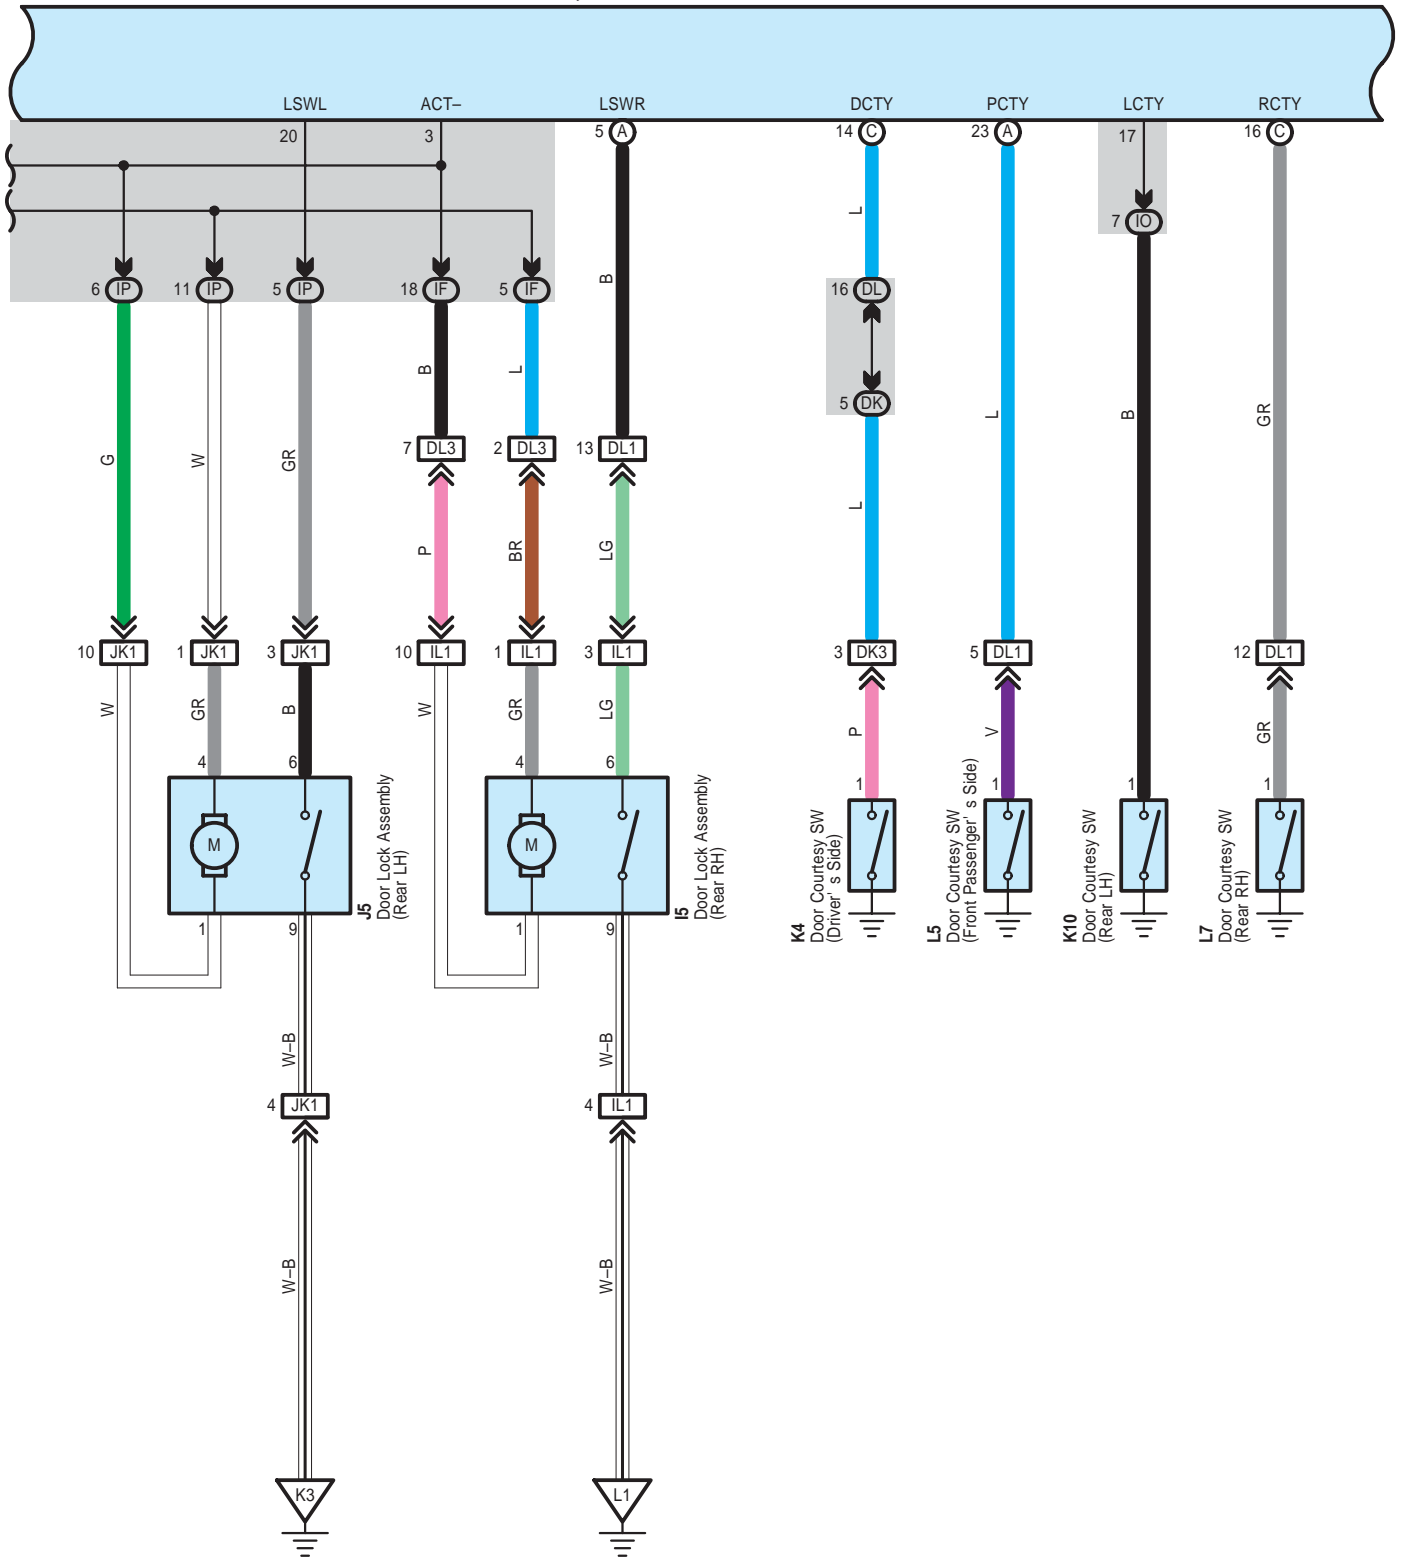 LSWL ACT– LSWR DCTY PCTY LCTY RCTY
20 3 5 A 14 C 23 A 17 16 C
7 IO
6 IP 11 IP 5 IP 18 IF 5 IF 16 DL
L
B
B L
5 DK
G W GR L B GR
7 DL3 2 DL3 13 DL1
L
P BR LG
10 JK1 1 JK1 3 JK1 10 IL1 1 IL1 3 IL1 3 DK3 5 DL1 12 DL1
W GR B W GR LG P V GR
4 6 4 6 1 1 1 1
M M
J5
Door Lock Assembly
(Rear LH)
I5
Door Lock Assembly
(Rear RH)
K4
Door Courtesy SW
(Driver' s Side)
L5
Door Courtesy SW
(Front Passenger' s Side)
K10
Door Courtesy SW
(Rear LH)
L7
Door Courtesy SW
(Rear RH)
1 9 1 9
W–B W–B
4 JK1 4 IL1
W–B W–B
K3 L1